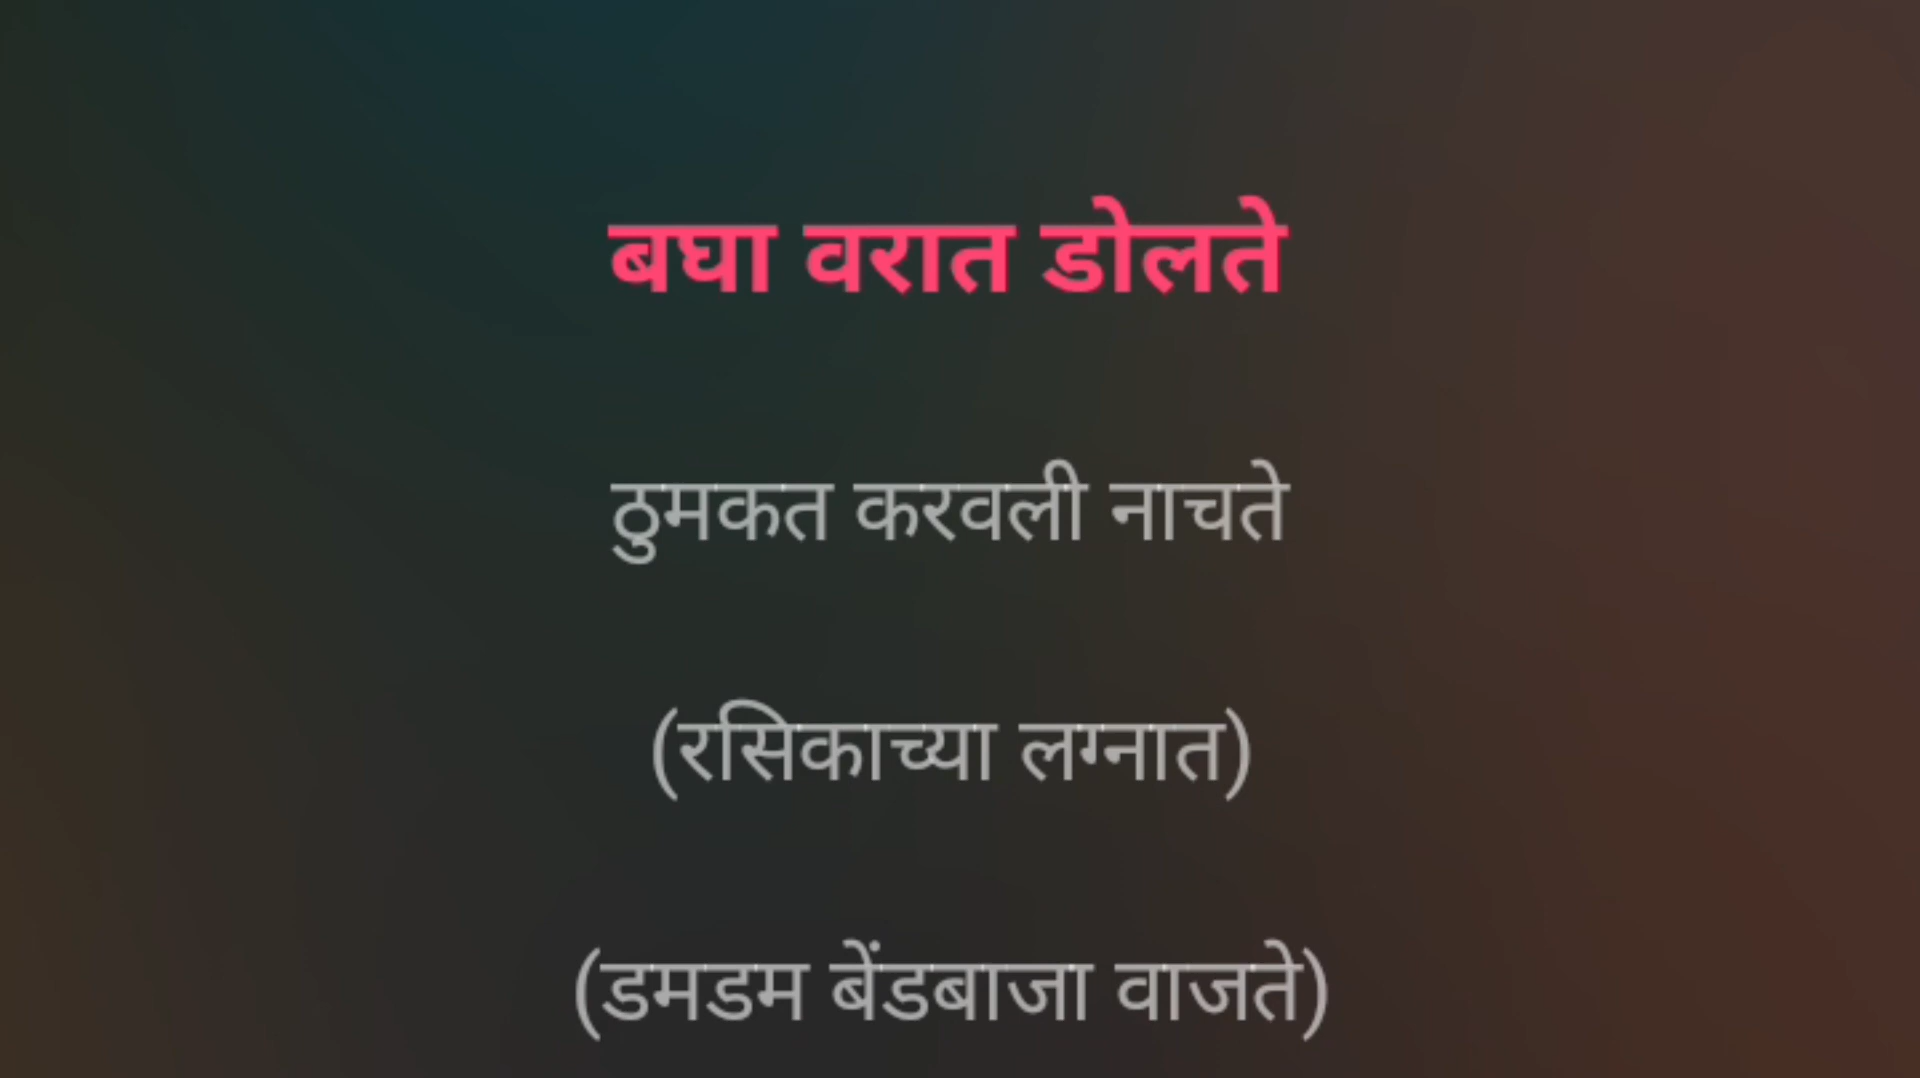 बघा वरात डोलते
ठुमकत करवली नाचते
(रसिकाच्या लग्नात)
(डमडम बेंडबाजा वाजते)